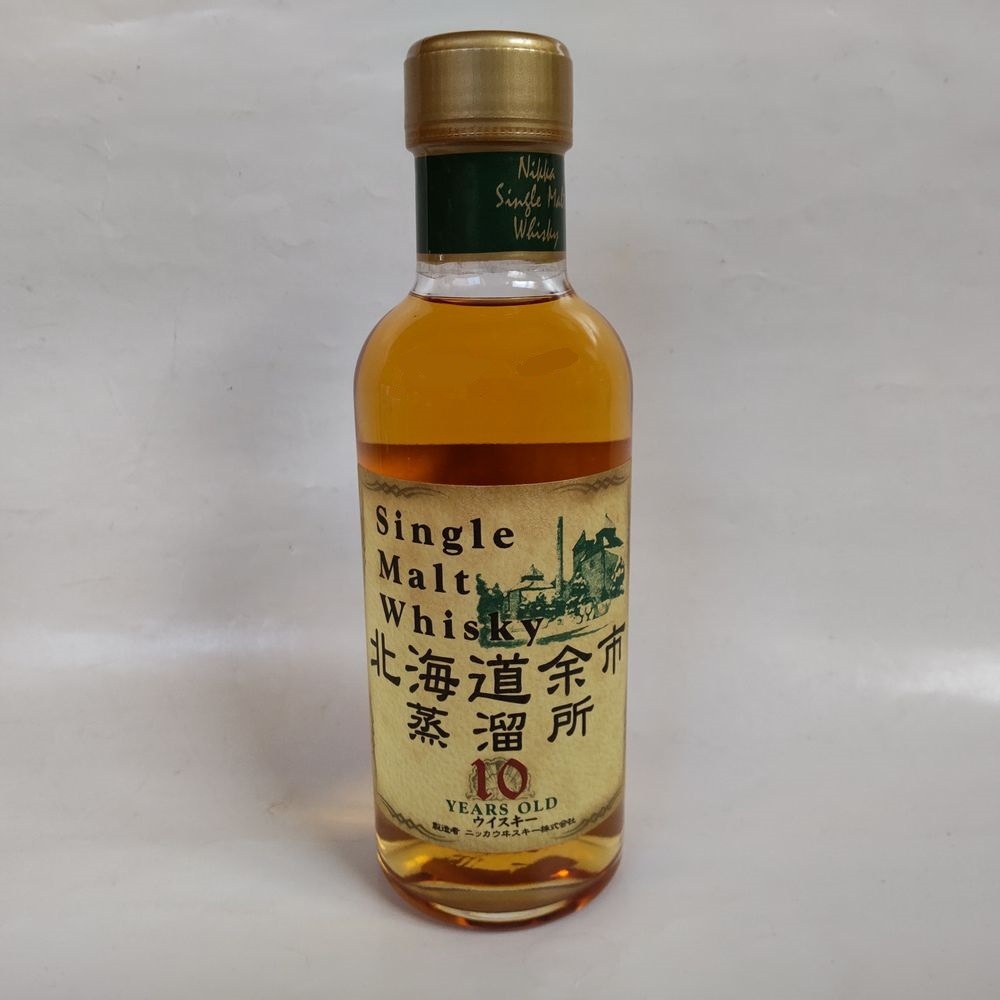 Nikka
Single Malt
Whisky
Single
Malt
Whisky
北海道余市
蒸溜所
10
YEARS OLD
ウイスキー
製造者 ニッカウヰスキー株式会社